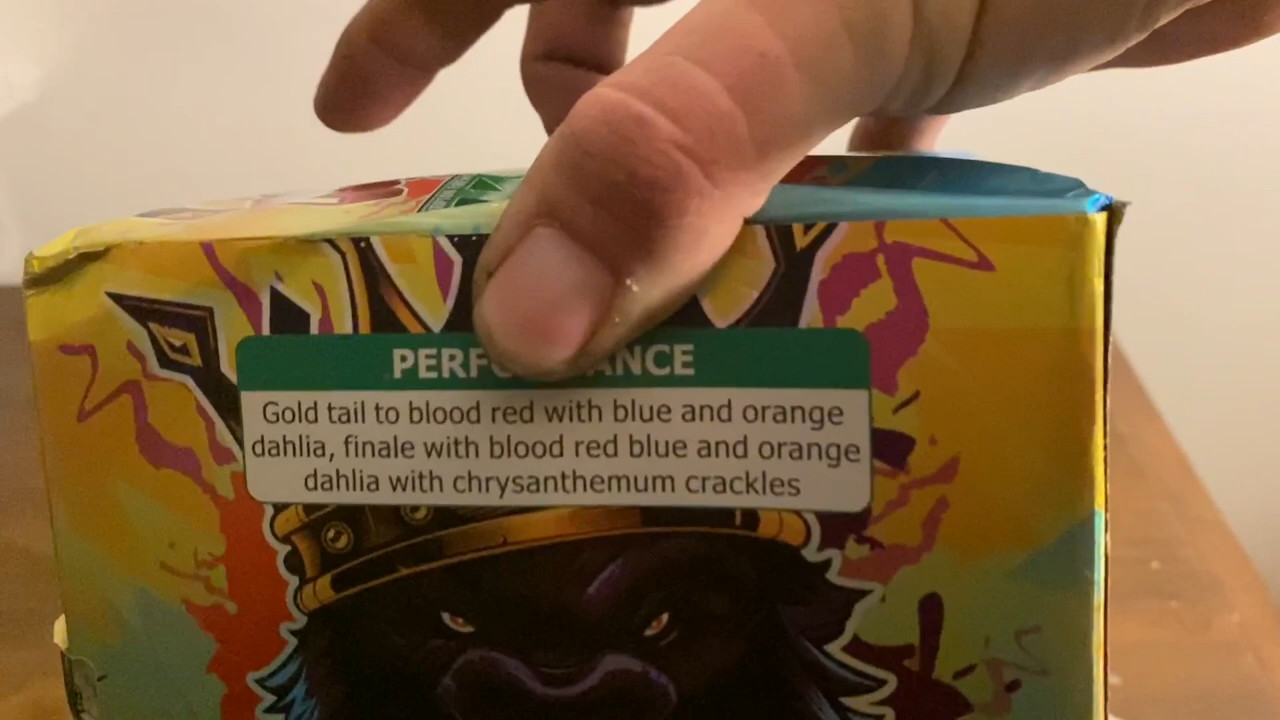 PERFORMANCE
Gold tail to blood red with blue and orange
dahlia, finale with blood red blue and orange
dahlia with chrysanthemum crackles